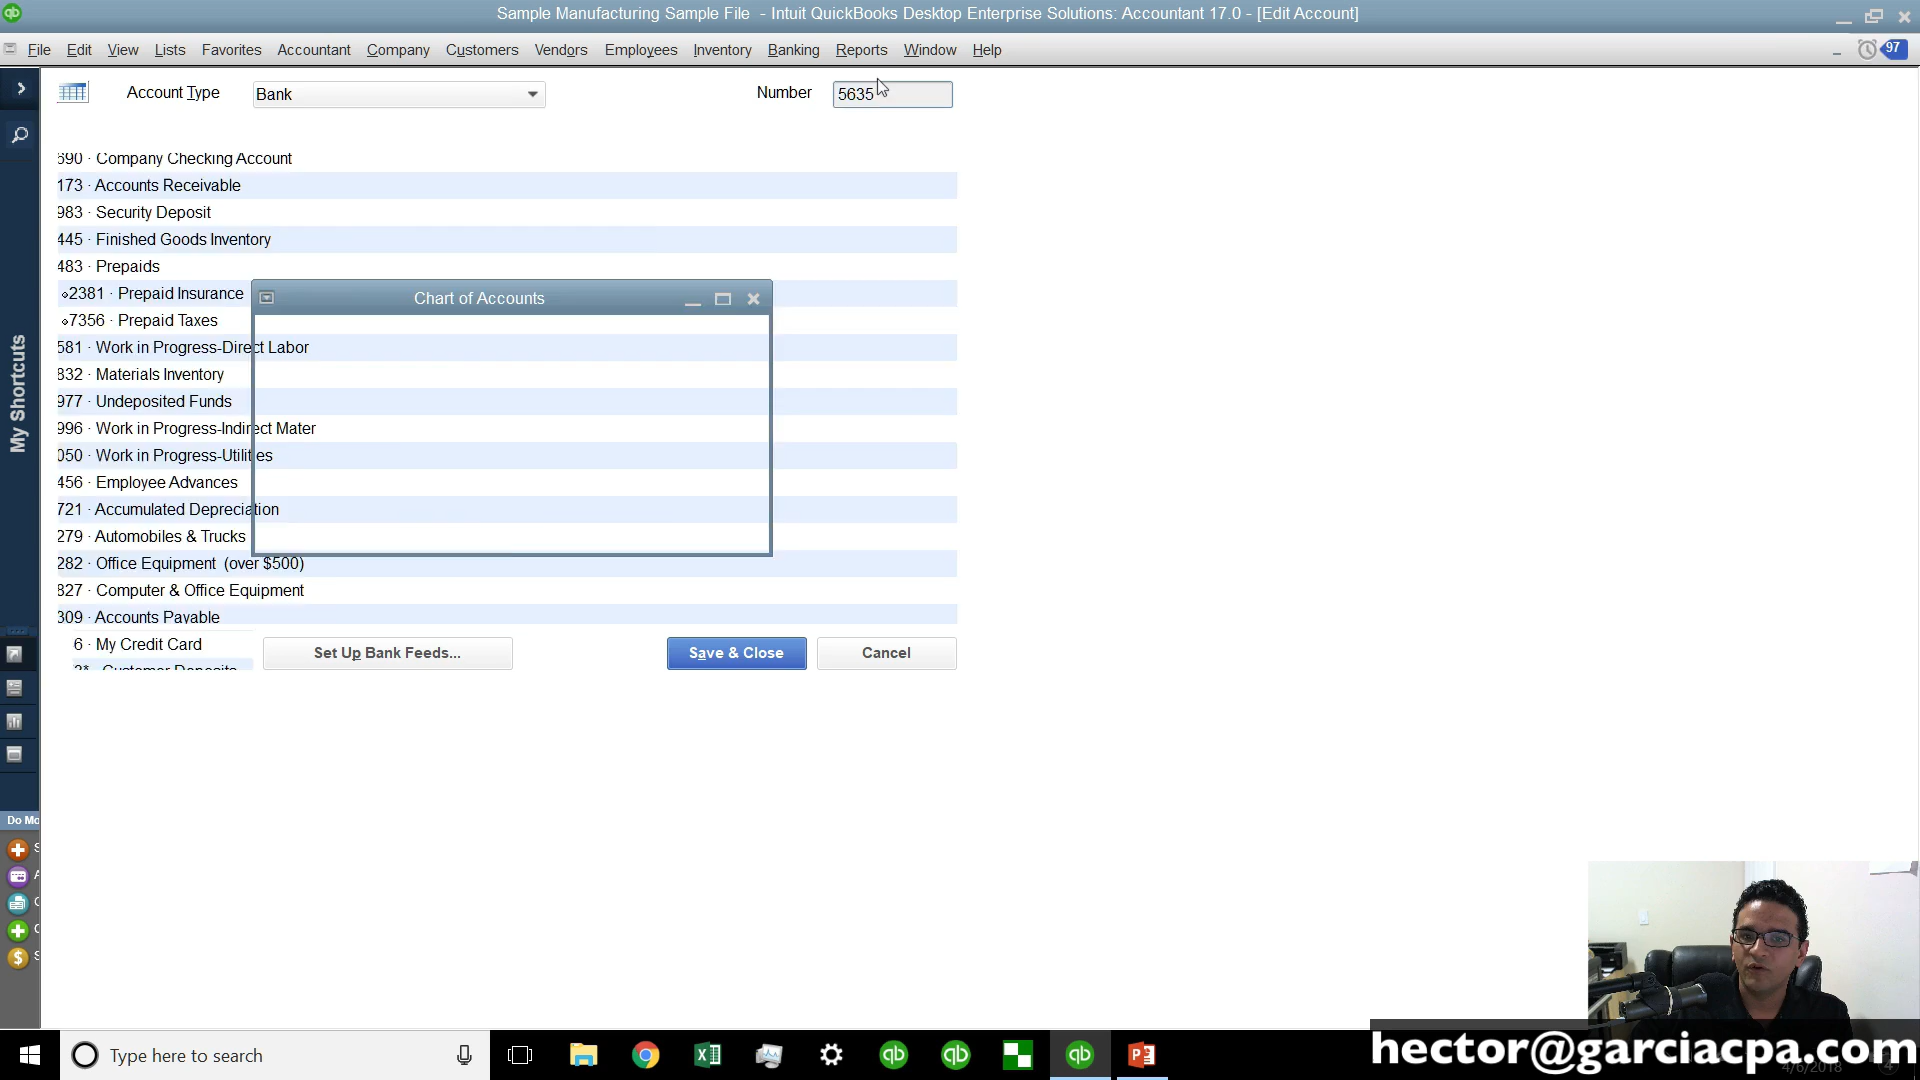 Sample Manufacturing Sample File - Intuit QuickBooks Desktop Enterprise Solutions: Accountant 17.0 - [Edit Account]
File Edit View Lists Favorites Accountant Company Customers Vendors Employees Inventory Banking Reports Window Help
97
Account Type Bank Number 5635
590 · Company Checking Account
173 · Accounts Receivable
983 · Security Deposit
445 · Finished Goods Inventory
483 · Prepaids
2381 · Prepaid Insurance
Chart of Accounts
7356 · Prepaid Taxes
581 · Work in Progress-Direct Labor
832 · Materials Inventory
977 · Undeposited Funds
996 · Work in Progress-Indirect Mater
050 · Work in Progress-Utilities
456 · Employee Advances
721 · Accumulated Depreciation
279 · Automobiles & Trucks
282 · Office Equipment (over $500)
827 · Computer & Office Equipment
309 · Accounts Payable
6 · My Credit Card
Customer Deposits
Set Up Bank Feeds... Save & Close Cancel
My Shortcuts
Do Mo
Type here to search
hector@garciacpa.com
4/6/2018